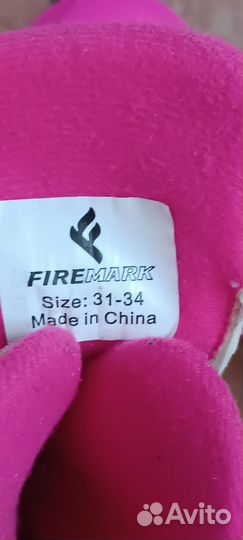 FIREMARK
Size: 31-34
Made in China
Avito